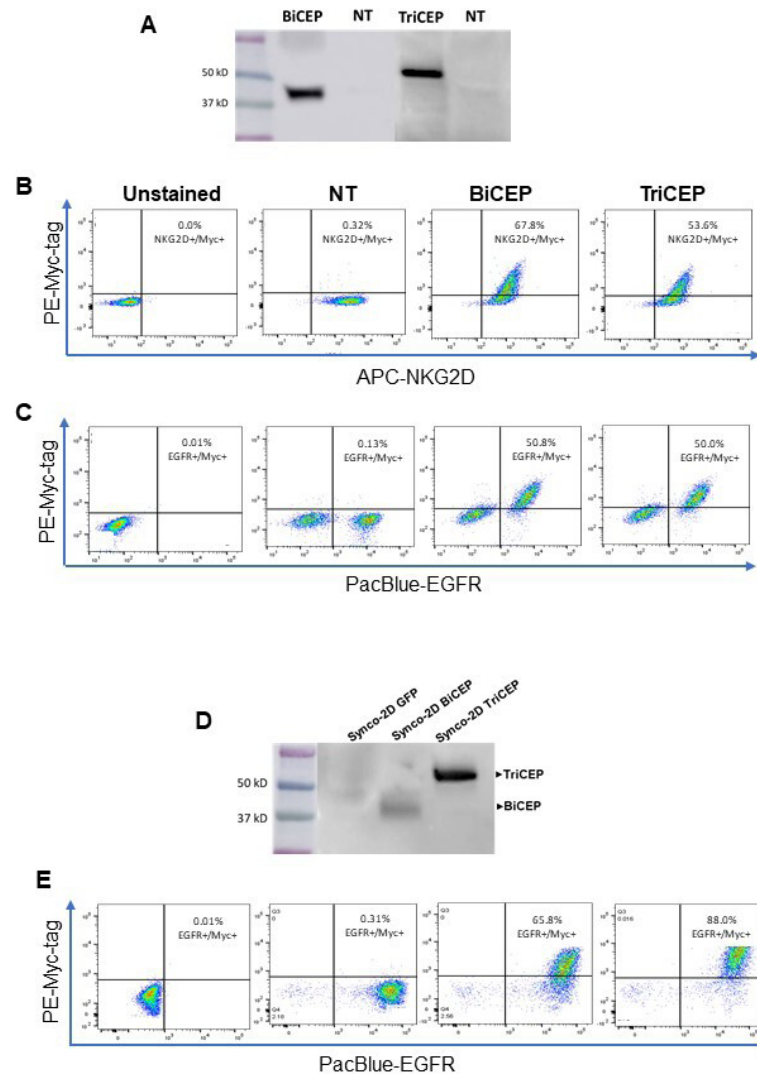 BiCEP NT TriCEP NT
A
50 kD
37 kD
B
Unstained NT BiCEP TriCEP
0.0% 0.32% 67.8% 53.6%
NKG2D+/Myc+ NKG2D+/Myc+ NKG2D+/Myc+ NKG2D+/Myc+
PE-Myc-tag
APC-NKG2D
C
0.01% 0.13% 50.8% 50.0%
EGFR+/Myc+ EGFR+/Myc+ EGFR+/Myc+ EGFR+/Myc+
PE-Myc-tag
PacBlue-EGFR
Synco-2D GFP
Synco-2D BiCEP
Synco-2D TriCEP
D
50 kD
37 kD
TriCEP
BiCEP
E
0.01% 0.31% 65.8% 88.0%
EGFR+/Myc+ EGFR+/Myc+ EGFR+/Myc+ EGFR+/Myc+
PE-Myc-tag
PacBlue-EGFR